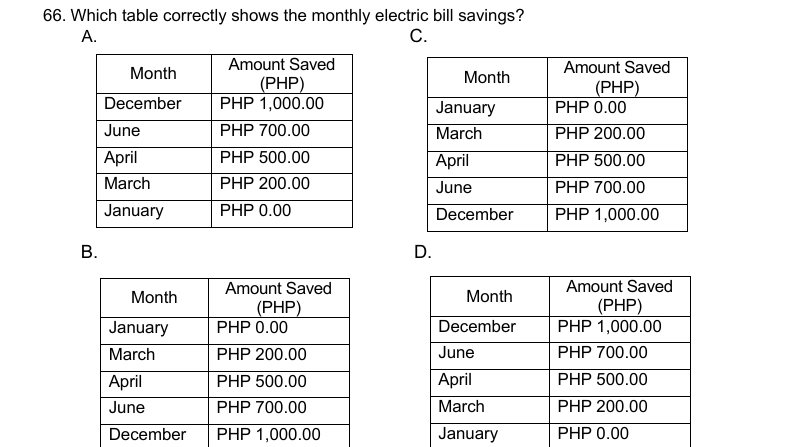 66. Which table correctly shows the monthly electric bill savings?
A.
Month Amount Saved
(PHP)
December PHP 1,000.00
June PHP 700.00
April PHP 500.00
March PHP 200.00
January PHP 0.00
B.
Month Amount Saved
(PHP)
January PHP 0.00
March PHP 200.00
April PHP 500.00
June PHP 700.00
December PHP 1,000.00
C.
Month Amount Saved
(PHP)
January PHP 0.00
March PHP 200.00
April PHP 500.00
June PHP 700.00
December PHP 1,000.00
D.
Month Amount Saved
(PHP)
December PHP 1,000.00
June PHP 700.00
April PHP 500.00
March PHP 200.00
January PHP 0.00